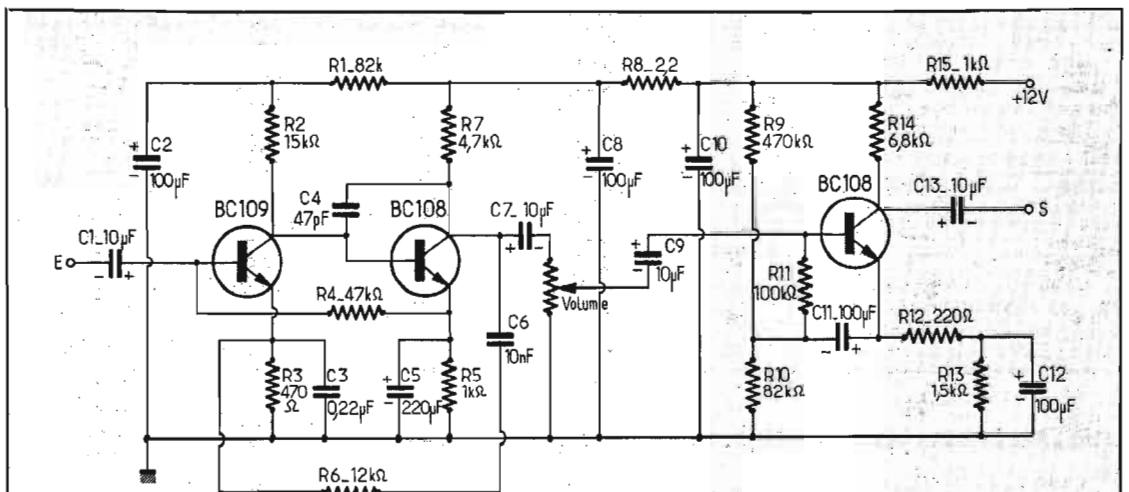 R1_82k
R8_2,2
R15_1kΩ
+12V
R2
15kΩ
R7
4,7kΩ
R9
470kΩ
R14
6,8kΩ
+
C2
-
100µF
+
C8
-
100µF
+
C10
-
100µF
C4
47pF
BC109
BC108
C7_10µF
+ -
BC108
C13_10µF
+ -
S
C1_10µF
E
- +
+
C9
-
10µF
Volume
R11
100kΩ
R4_47kΩ
C6
10nF
C11_100µF
- +
R12_220Ω
R3
470
Ω
C3
0,22µF
+
C5
-
220µF
R5
1kΩ
R10
82kΩ
R13
1,5kΩ
+
C12
-
100µF
R6_12kΩ